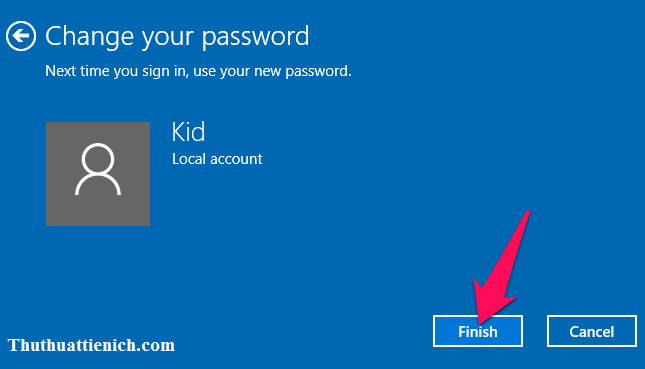 Change your password
Next time you sign in, use your new password.
Kid
Local account
Finish
Cancel
Thuthuattienich.com